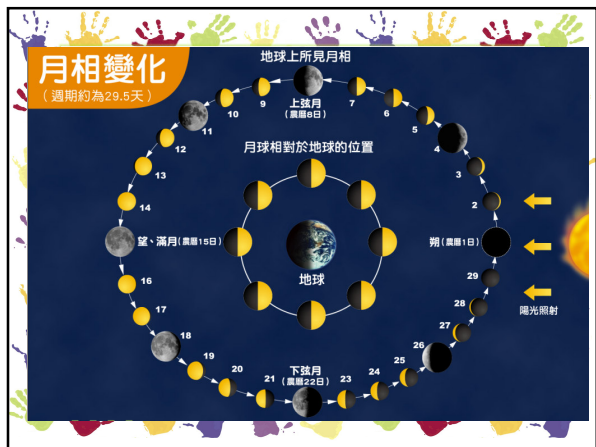 月相變化
（週期約為29.5天）
地球上所見月相
上弦月
（農曆8日）
月球相對於地球的位置
地球
9
10
11
12
13
14
望、滿月（農曆15日）
16
17
18
19
20
21
下弦月
（農曆22日）
23
24
25
26
27
28
29
朔（農曆1日）
2
3
4
5
6
7
陽光照射